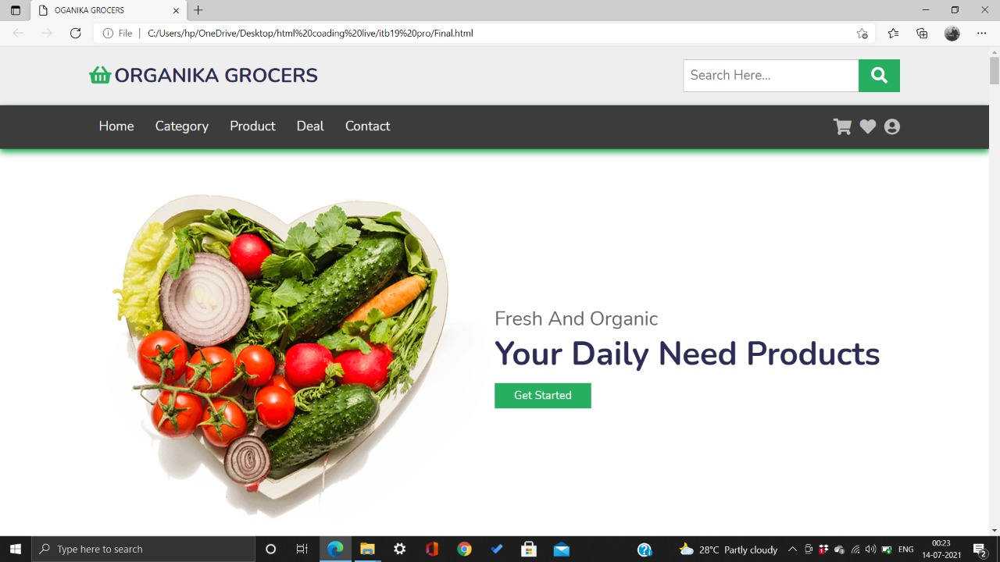 OGANIKA GROCERS
File
C:/Users/hp/OneDrive/Desktop/html%20coading%20live/itb19%20pro/Final.html
ORGANIKA GROCERS
Search Here...
Home Category Product Deal Contact
Fresh And Organic
Your Daily Need Products
Get Started
Type here to search
28°C Partly cloudy
ENG
00:23
14-07-2021
2